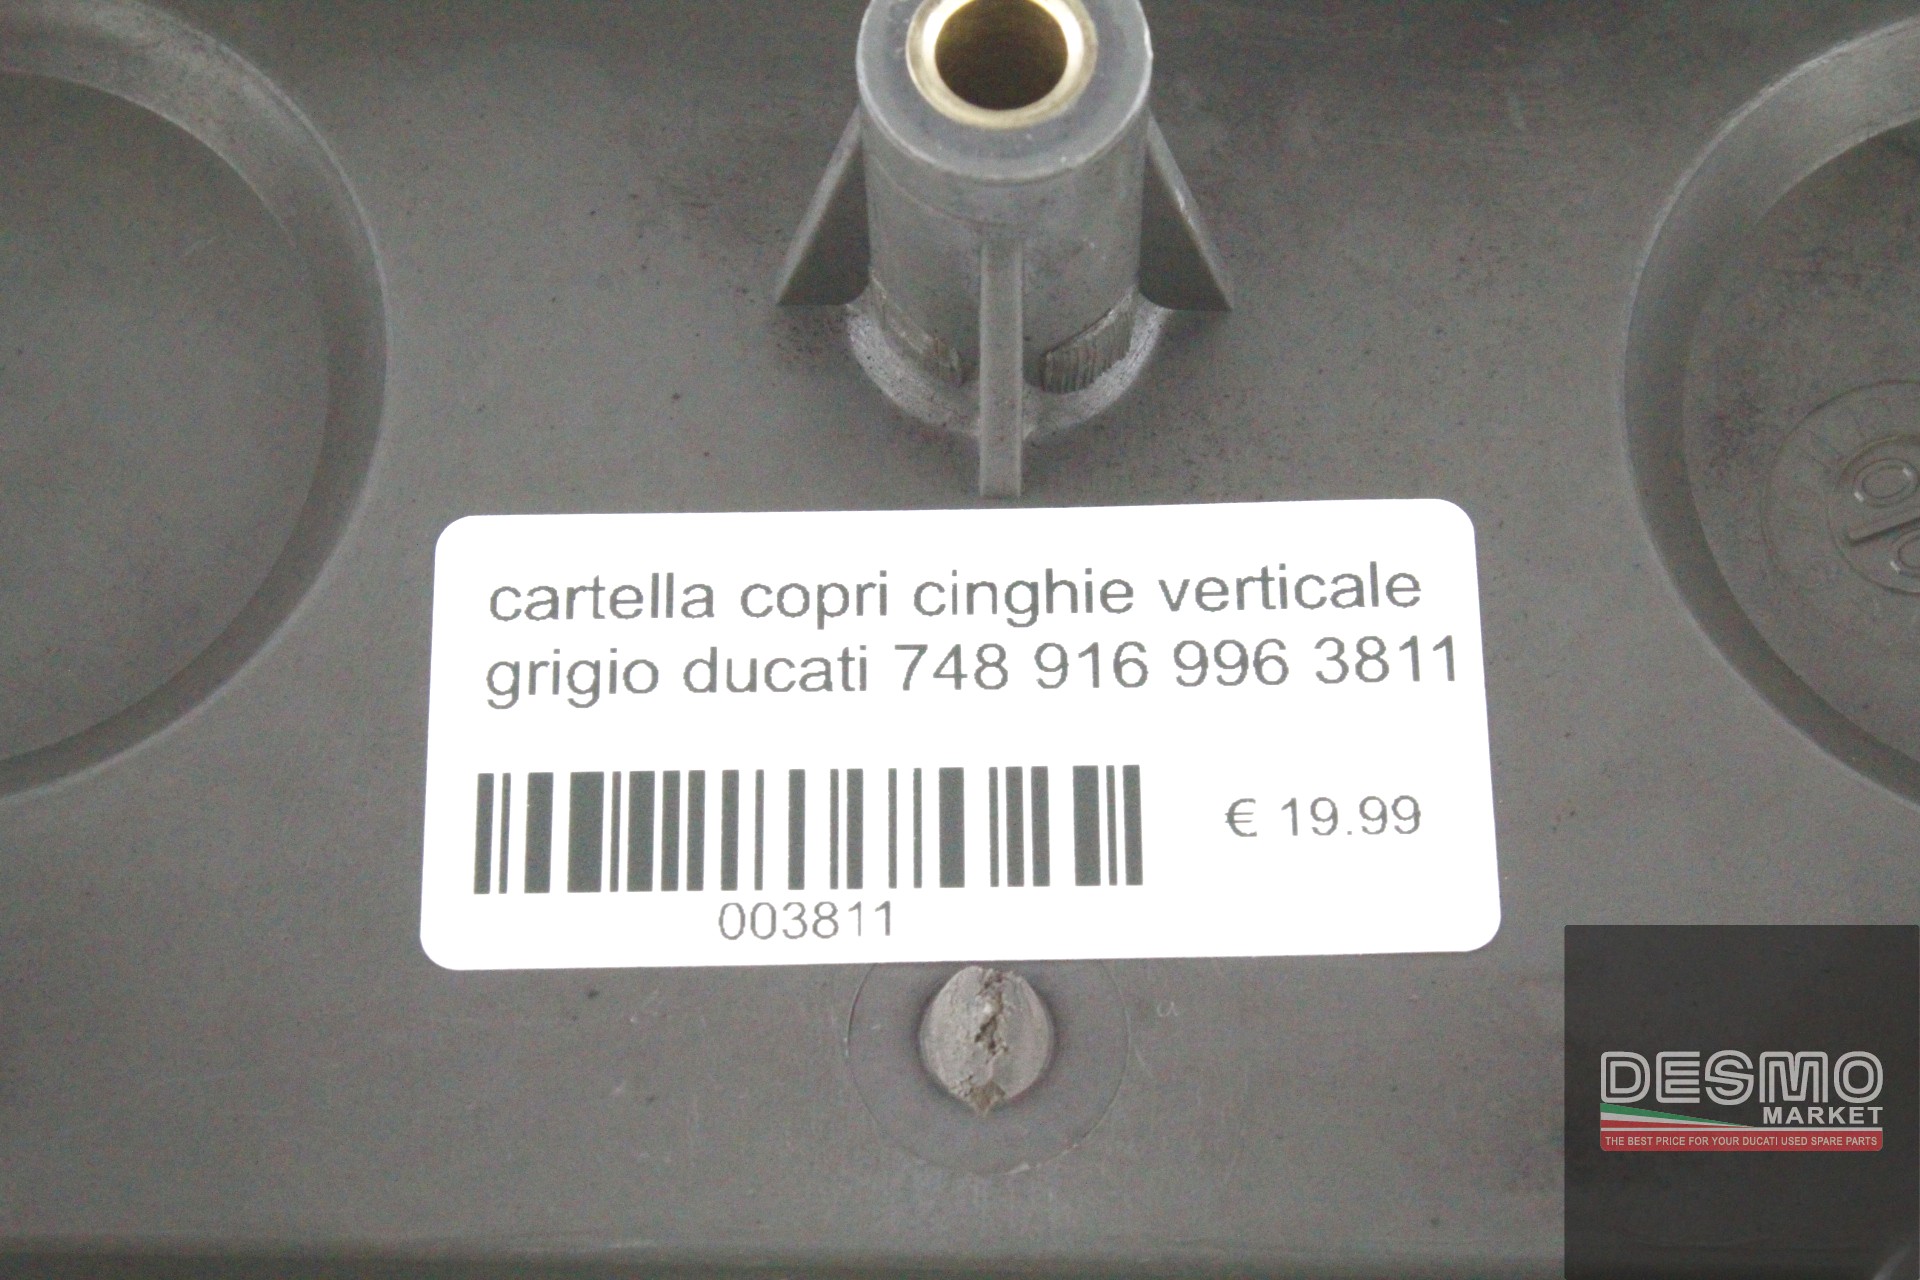 cartella copri cinghie verticale
grigio ducati 748 916 996 3811
€ 19.99
003811
DESMO
MARKET
THE BEST PRICE FOR YOUR DUCATI USED SPARE PARTS